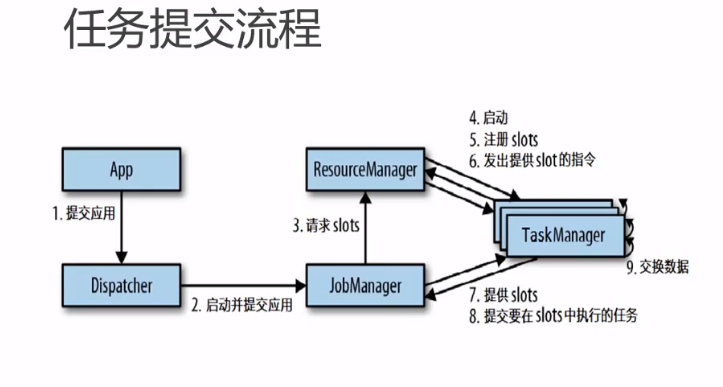 任务提交流程
4. 启动
5. 注册 slots
6. 发出提供 slot 的指令
App
ResourceManager
1. 提交应用
3. 请求 slots
TaskManager
9. 交换数据
Dispatcher
JobManager
2. 启动并提交应用
7. 提供 slots
8. 提交要在 slots 中执行的任务